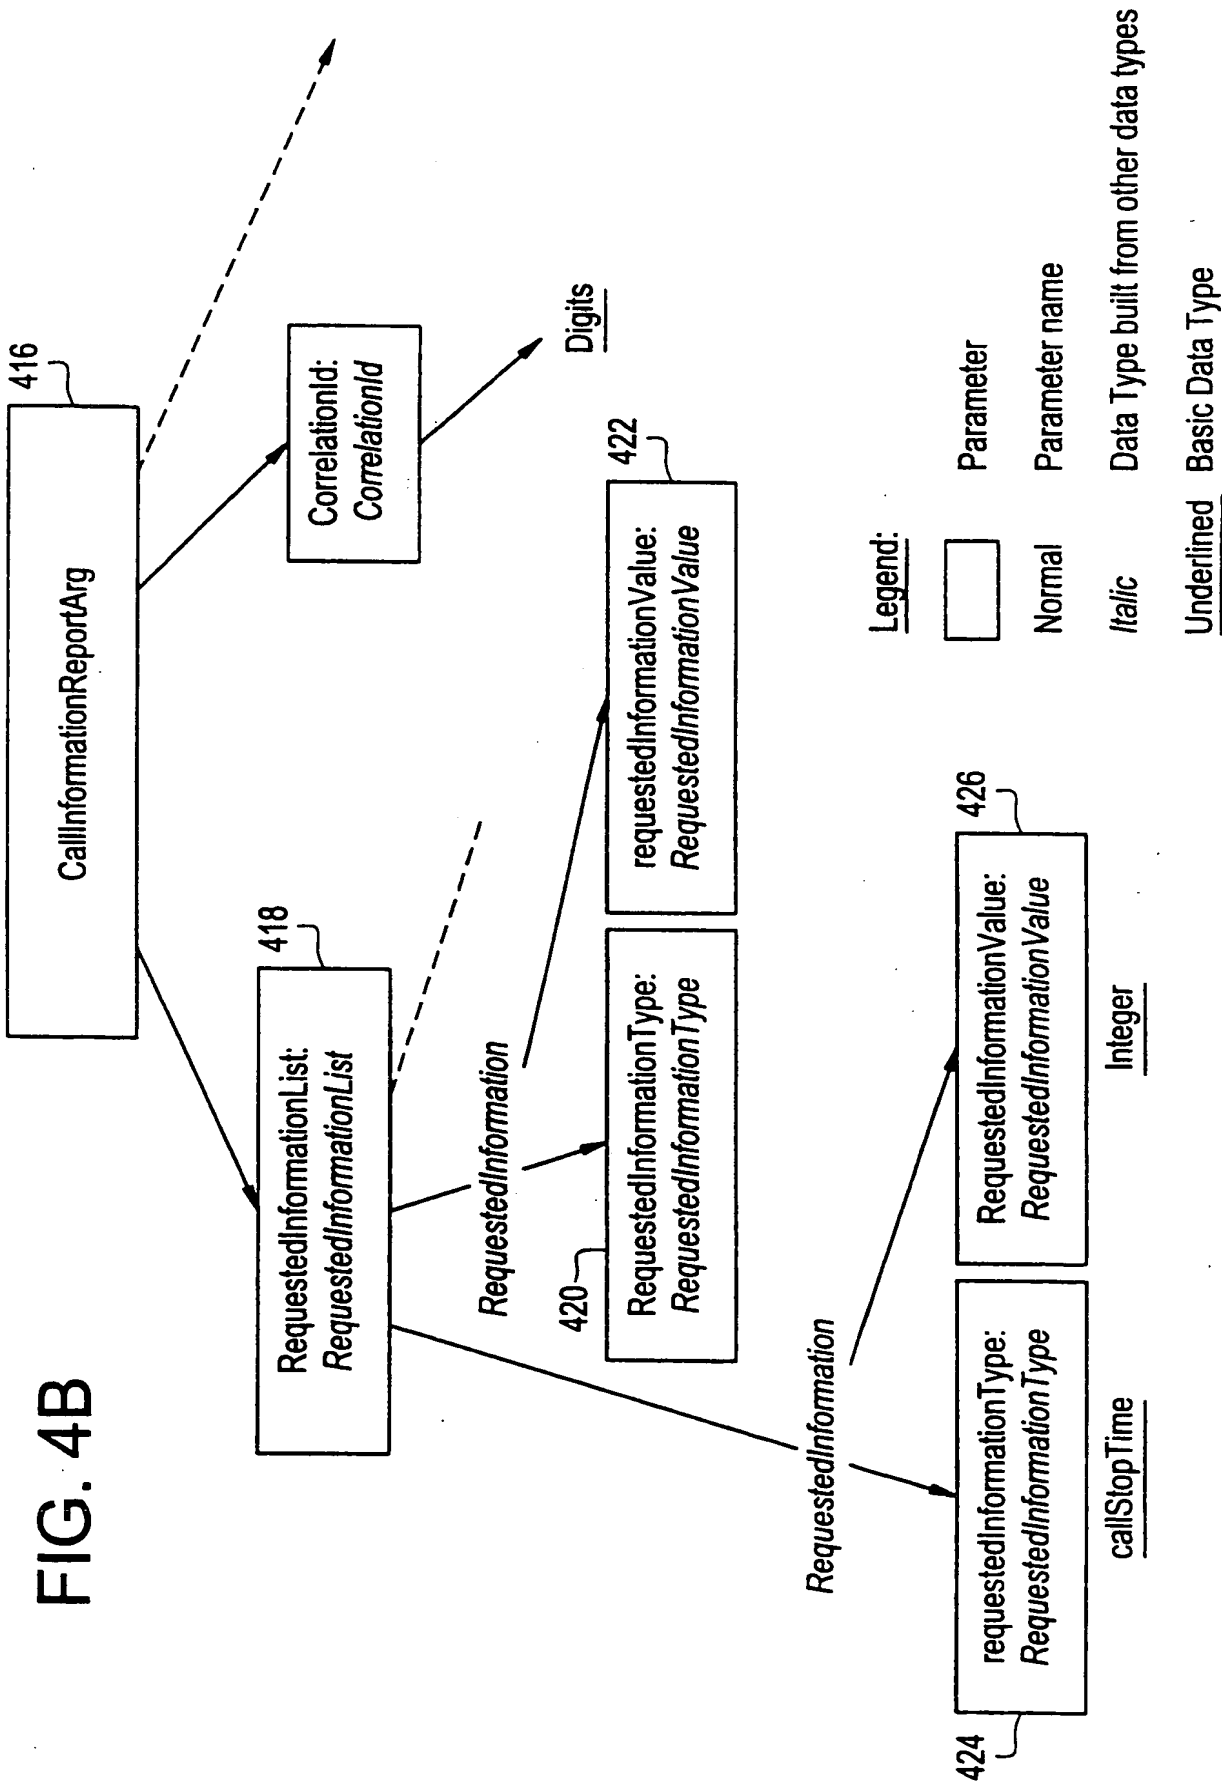 FIG. 4B
416
CallInformationReportArg
418
RequestedInformationList:
RequestedInformationList
CorrelationId:
CorrelationId
Digits
RequestedInformation
420
RequestedInformationType:
RequestedInformationType
422
requestedInformationValue:
RequestedInformationValue
RequestedInformation
424
requestedInformationType:
RequestedInformationType
callStopTime
426
RequestedInformationValue:
RequestedInformationValue
Integer
Legend:
Parameter
Normal Parameter name
Italic Data Type built from other data types
Underlined Basic Data Type